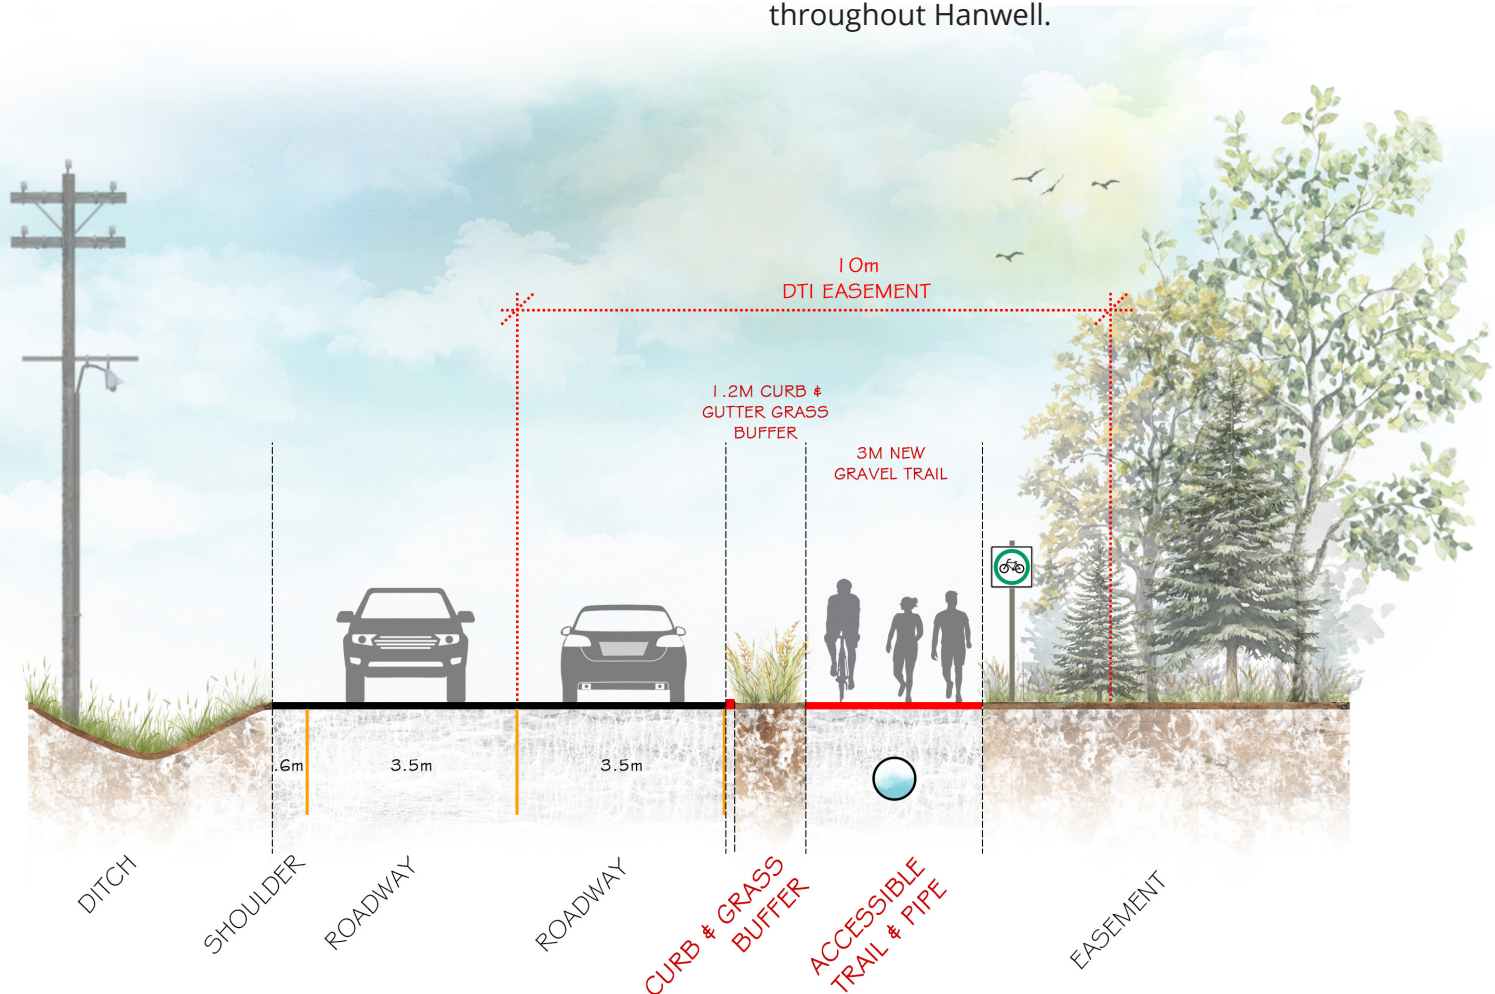 throughout Hanwell.
10m
DTI EASEMENT
1.2M CURB &
GUTTER GRASS
BUFFER
3M NEW
GRAVEL TRAIL
.6m
3.5m
3.5m
DITCH
SHOULDER
ROADWAY
ROADWAY
CURB & GRASS
BUFFER
ACCESSIBLE
TRAIL & PIPE
EASEMENT